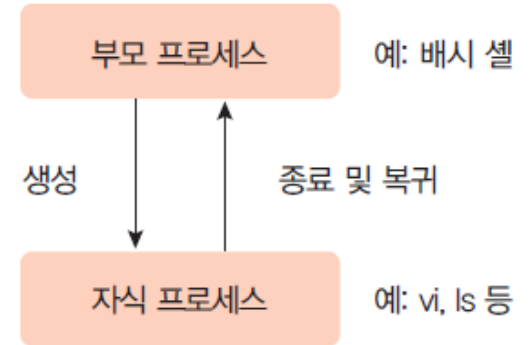 부모 프로세스
예: 배시 셸
생성
종료 및 복귀
자식 프로세스
예: vi, ls 등